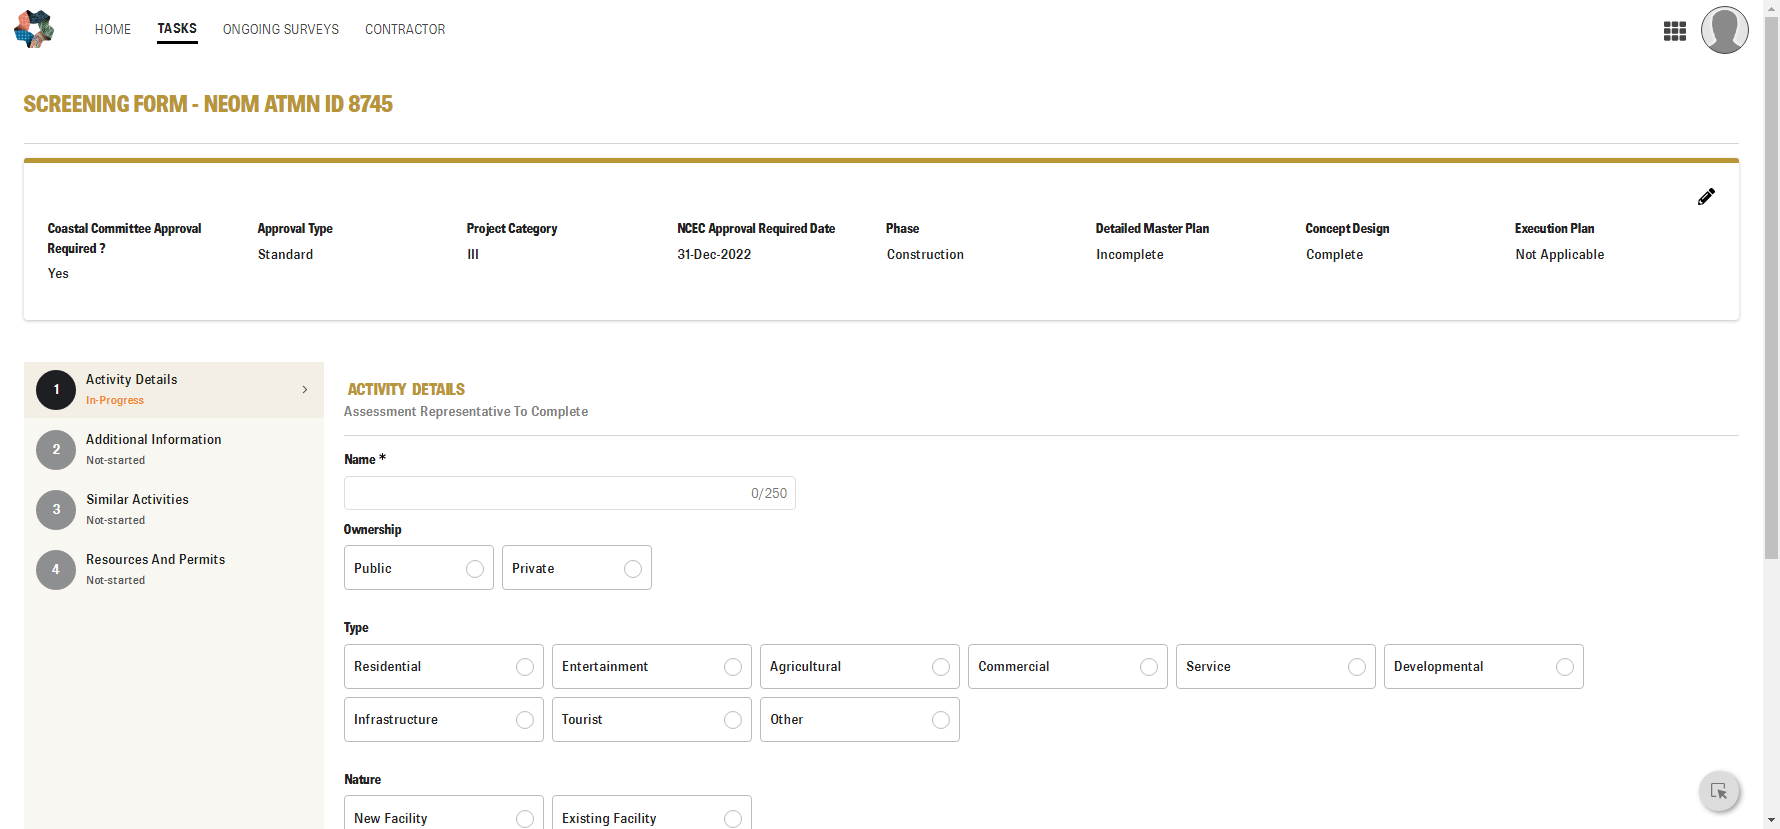 HOME TASKS ONGOING SURVEYS CONTRACTOR
SCREENING FORM - NEOM ATMN ID 8745
Coastal Committee Approval Required ?
Yes
Approval Type
Standard
Project Category
III
NCEC Approval Required Date
31-Dec-2022
Phase
Construction
Detailed Master Plan
Incomplete
Concept Design
Complete
Execution Plan
Not Applicable
1 Activity Details
In-Progress
2 Additional Information
Not-started
3 Similar Activities
Not-started
4 Resources And Permits
Not-started
ACTIVITY DETAILS
Assessment Representative To Complete
Name *
0/250
Ownership
Public Private
Type
Residential Entertainment Agricultural Commercial Service Developmental
Infrastructure Tourist Other
Nature
New Facility Existing Facility